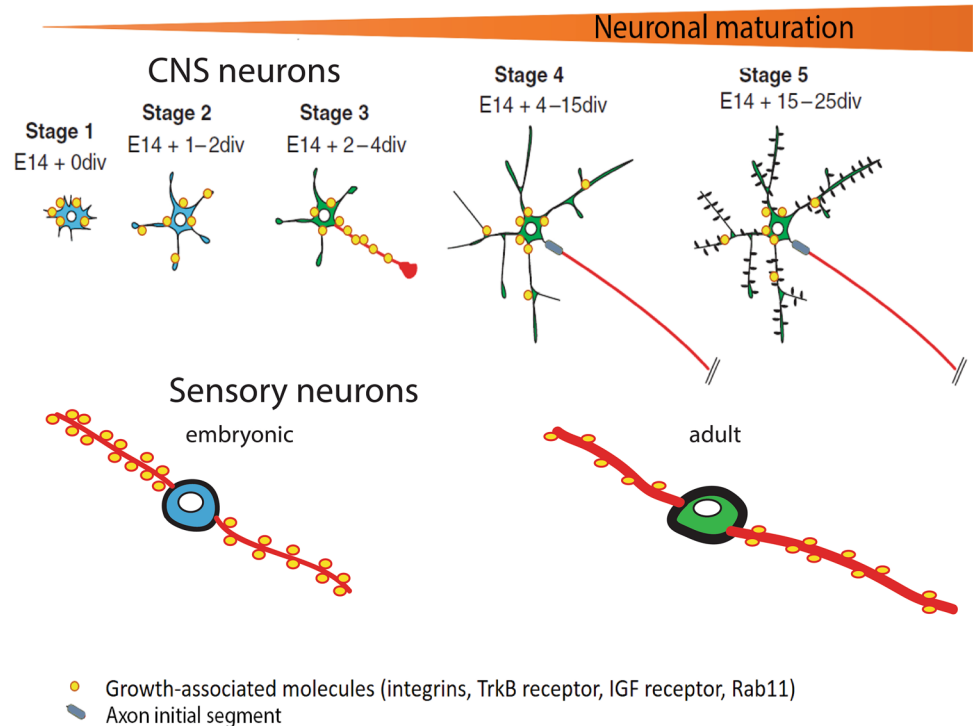 Neuronal maturation
CNS neurons
Stage 1
E14 + 0div
Stage 2
E14 + 1–2div
Stage 3
E14 + 2–4div
Stage 4
E14 + 4–15div
Stage 5
E14 + 15–25div
Sensory neurons
embryonic
adult
Growth-associated molecules (integrins, TrkB receptor, IGF receptor, Rab11)
Axon initial segment